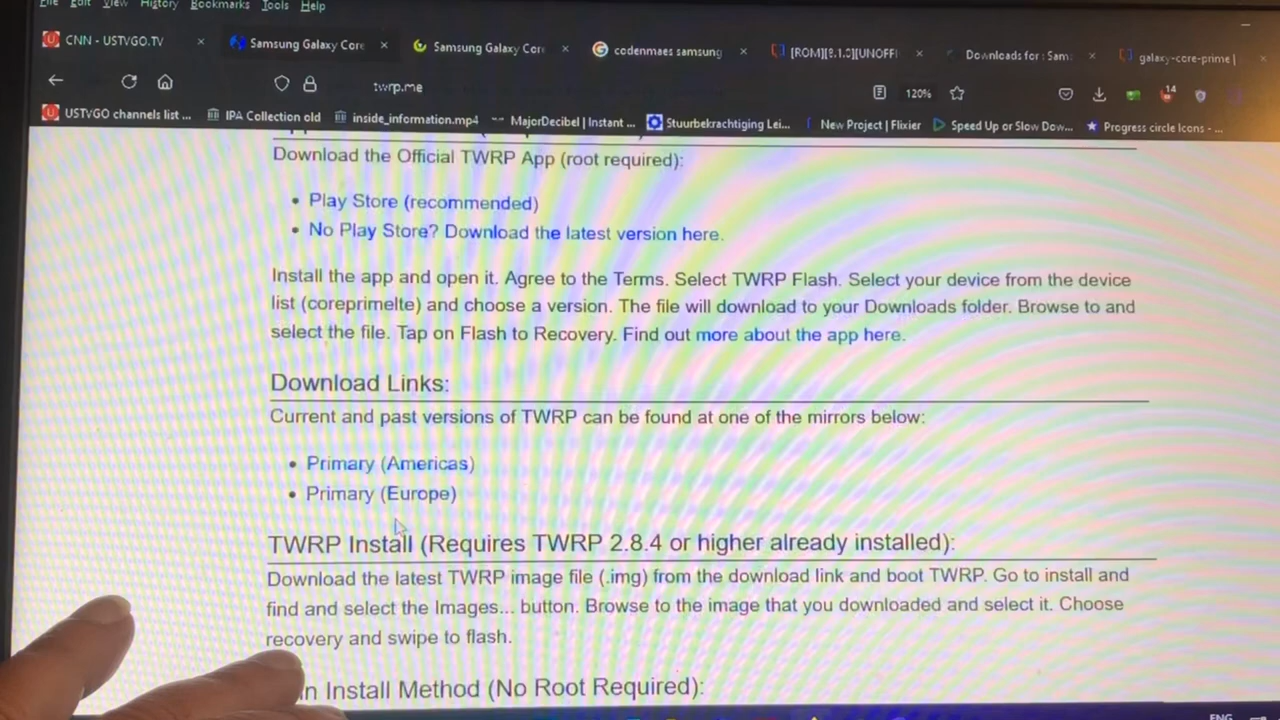 File Edit View History Bookmarks Tools Help
CNN - USTVGO.TV × Samsung Galaxy Core × Samsung Galaxy Core × codenmaes samsung × [ROM][8.1.0][UNOFFI × Downloads for : Sam × galaxy-core-prime | ×
twrp.me 120% 14
USTVGO channels list ... IPA Collection old inside_information.mp4 MajorDecibel | Instant ... Stuurbekrachtiging Lei... New Project | Flixier Speed Up or Slow Dow... Progress circle Icons - ...
Download the Official TWRP App (root required):
• Play Store (recommended)
• No Play Store? Download the latest version here.
Install the app and open it. Agree to the Terms. Select TWRP Flash. Select your device from the device
list (coreprimelte) and choose a version. The file will download to your Downloads folder. Browse to and
select the file. Tap on Flash to Recovery. Find out more about the app here.
Download Links:
Current and past versions of TWRP can be found at one of the mirrors below:
• Primary (Americas)
• Primary (Europe)
TWRP Install (Requires TWRP 2.8.4 or higher already installed):
Download the latest TWRP image file (.img) from the download link and boot TWRP. Go to install and
find and select the Images... button. Browse to the image that you downloaded and select it. Choose
recovery and swipe to flash.
Install Method (No Root Required):
ENG